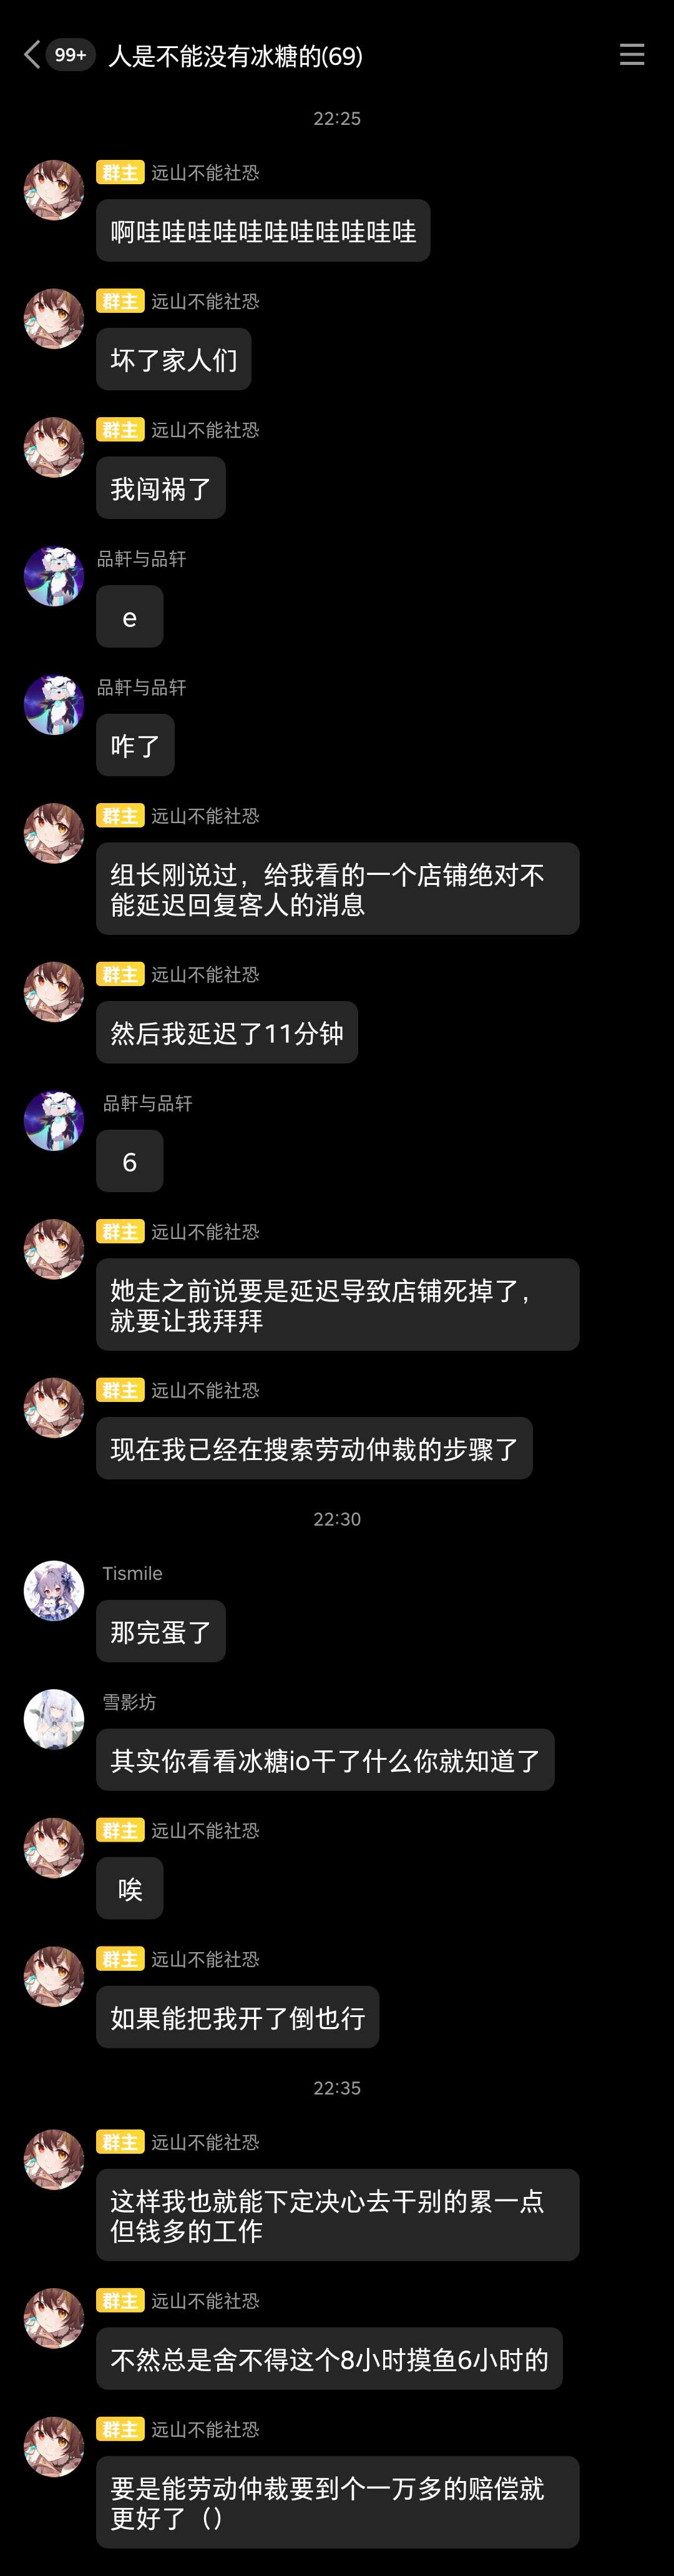 99+ 人是不能没有冰糖的(69)
22:25
群主 远山不能社恐
啊哇哇哇哇哇哇哇哇哇哇哇
群主 远山不能社恐
坏了家人们
群主 远山不能社恐
我闯祸了
品軒与品轩
e
品軒与品轩
咋了
群主 远山不能社恐
组长刚说过，给我看的一个店铺绝对不
能延迟回复客人的消息
群主 远山不能社恐
然后我延迟了11分钟
品軒与品轩
6
群主 远山不能社恐
她走之前说要是延迟导致店铺死掉了，
就要让我拜拜
群主 远山不能社恐
现在我已经在搜索劳动仲裁的步骤了
22:30
Tismile
那完蛋了
雪影坊
其实你看看冰糖io干了什么你就知道了
群主 远山不能社恐
唉
群主 远山不能社恐
如果能把我开了倒也行
22:35
群主 远山不能社恐
这样我也就能下定决心去干别的累一点
但钱多的工作
群主 远山不能社恐
不然总是舍不得这个8小时摸鱼6小时的
群主 远山不能社恐
要是能劳动仲裁要到个一万多的赔偿就
更好了（）